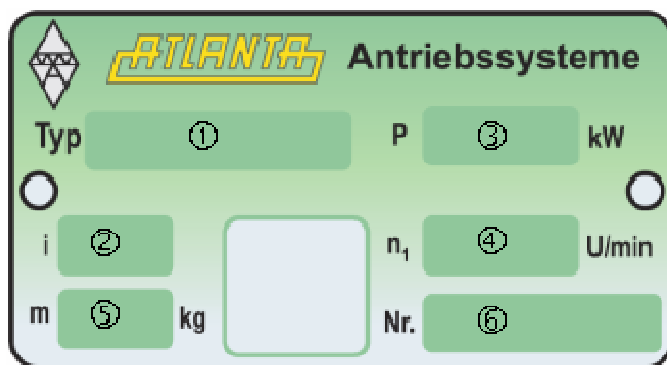 ATLANTA Antriebssysteme
Typ ① P ③ kW
i ② n₁ ④ U/min
m ⑤ kg Nr. ⑥